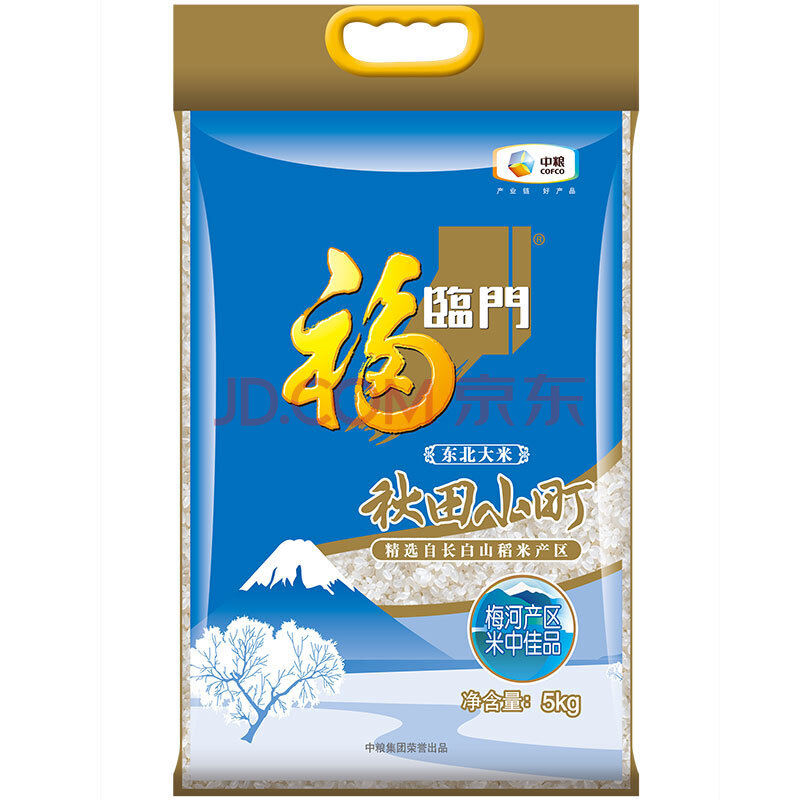 中粮
COFCO
产业链 好产品
®
福
臨門
JD.COM 京东
东北大米
秋田小町
精选自长白山稻米产区
梅河产区
米中佳品
净含量：5kg
中粮集团荣誉出品